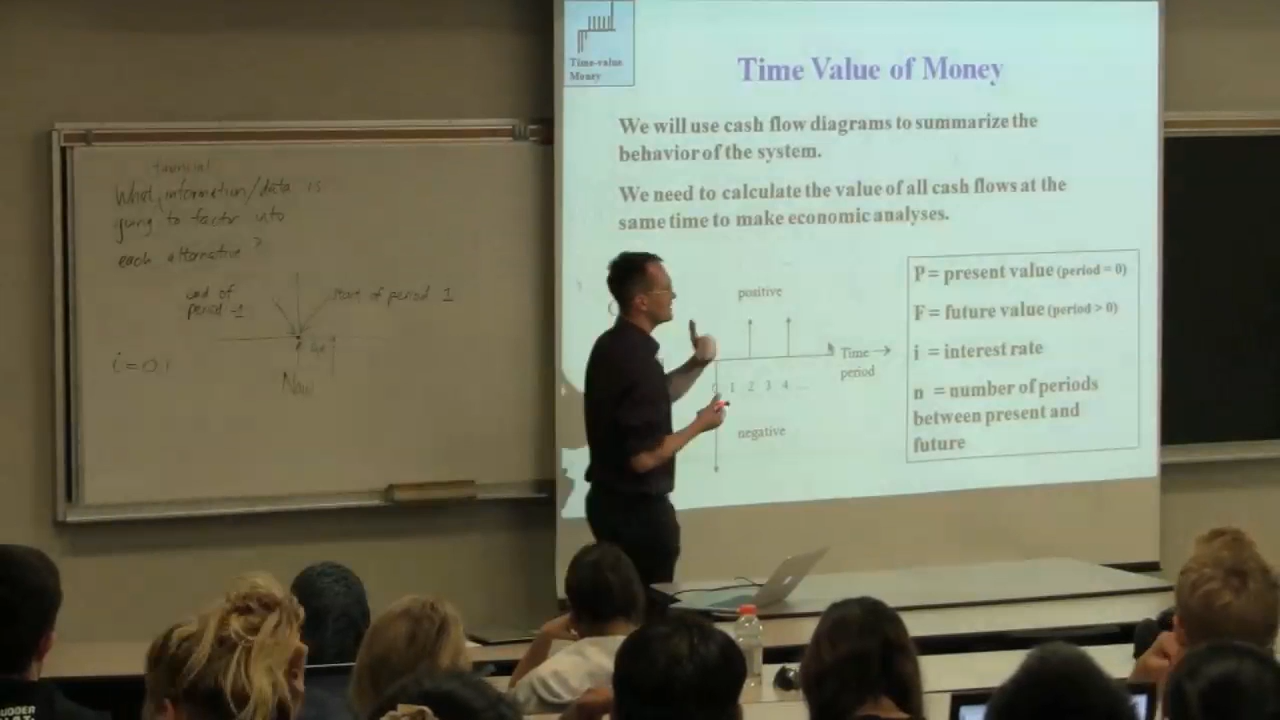 (financial
What information/data is
going to factor into
each alternative?
end of
period -1
start of period 1
i = 0.1
Now
Time-value
Money
Time Value of Money
We will use cash flow diagrams to summarize the
behavior of the system.
We need to calculate the value of all cash flows at the
same time to make economic analyses.
positive
0 1 2 3 4 ...
Time →
period
negative
P = present value (period = 0)
F = future value (period > 0)
i = interest rate
n = number of periods
between present and
future
UDDER